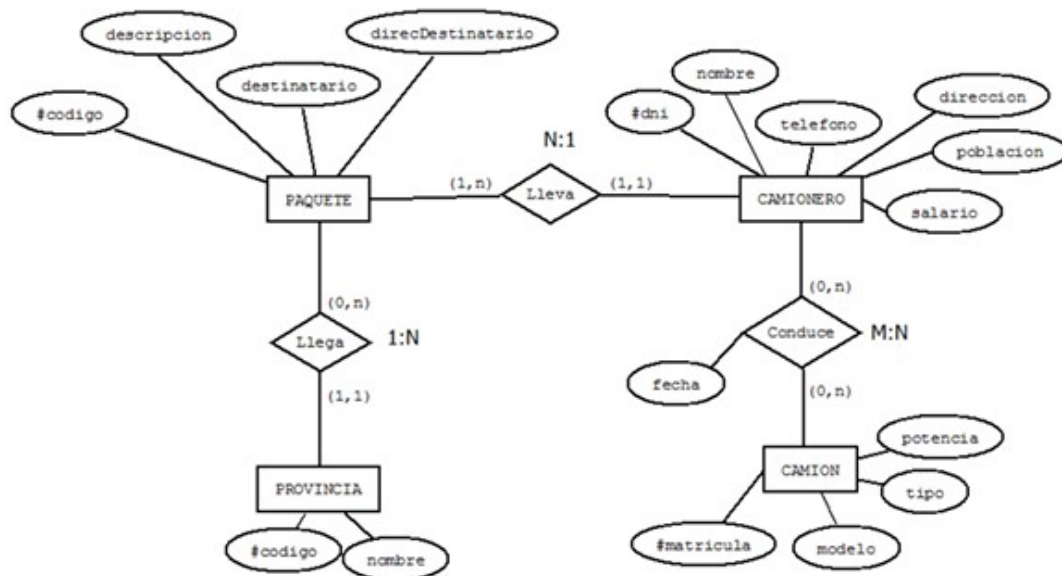 descripcion
direcDestinatario
destinatario
#codigo
nombre
#dni
telefono
direccion
poblacion
salario
N:1
PAQUETE
(1,n)
Lleva
(1,1)
CAMIONERO
(0,n)
Llega
1:N
(1,1)
(0,n)
Conduce
M:N
fecha
(0,n)
PROVINCIA
#codigo
nombre
CAMION
potencia
tipo
#matricula
modelo